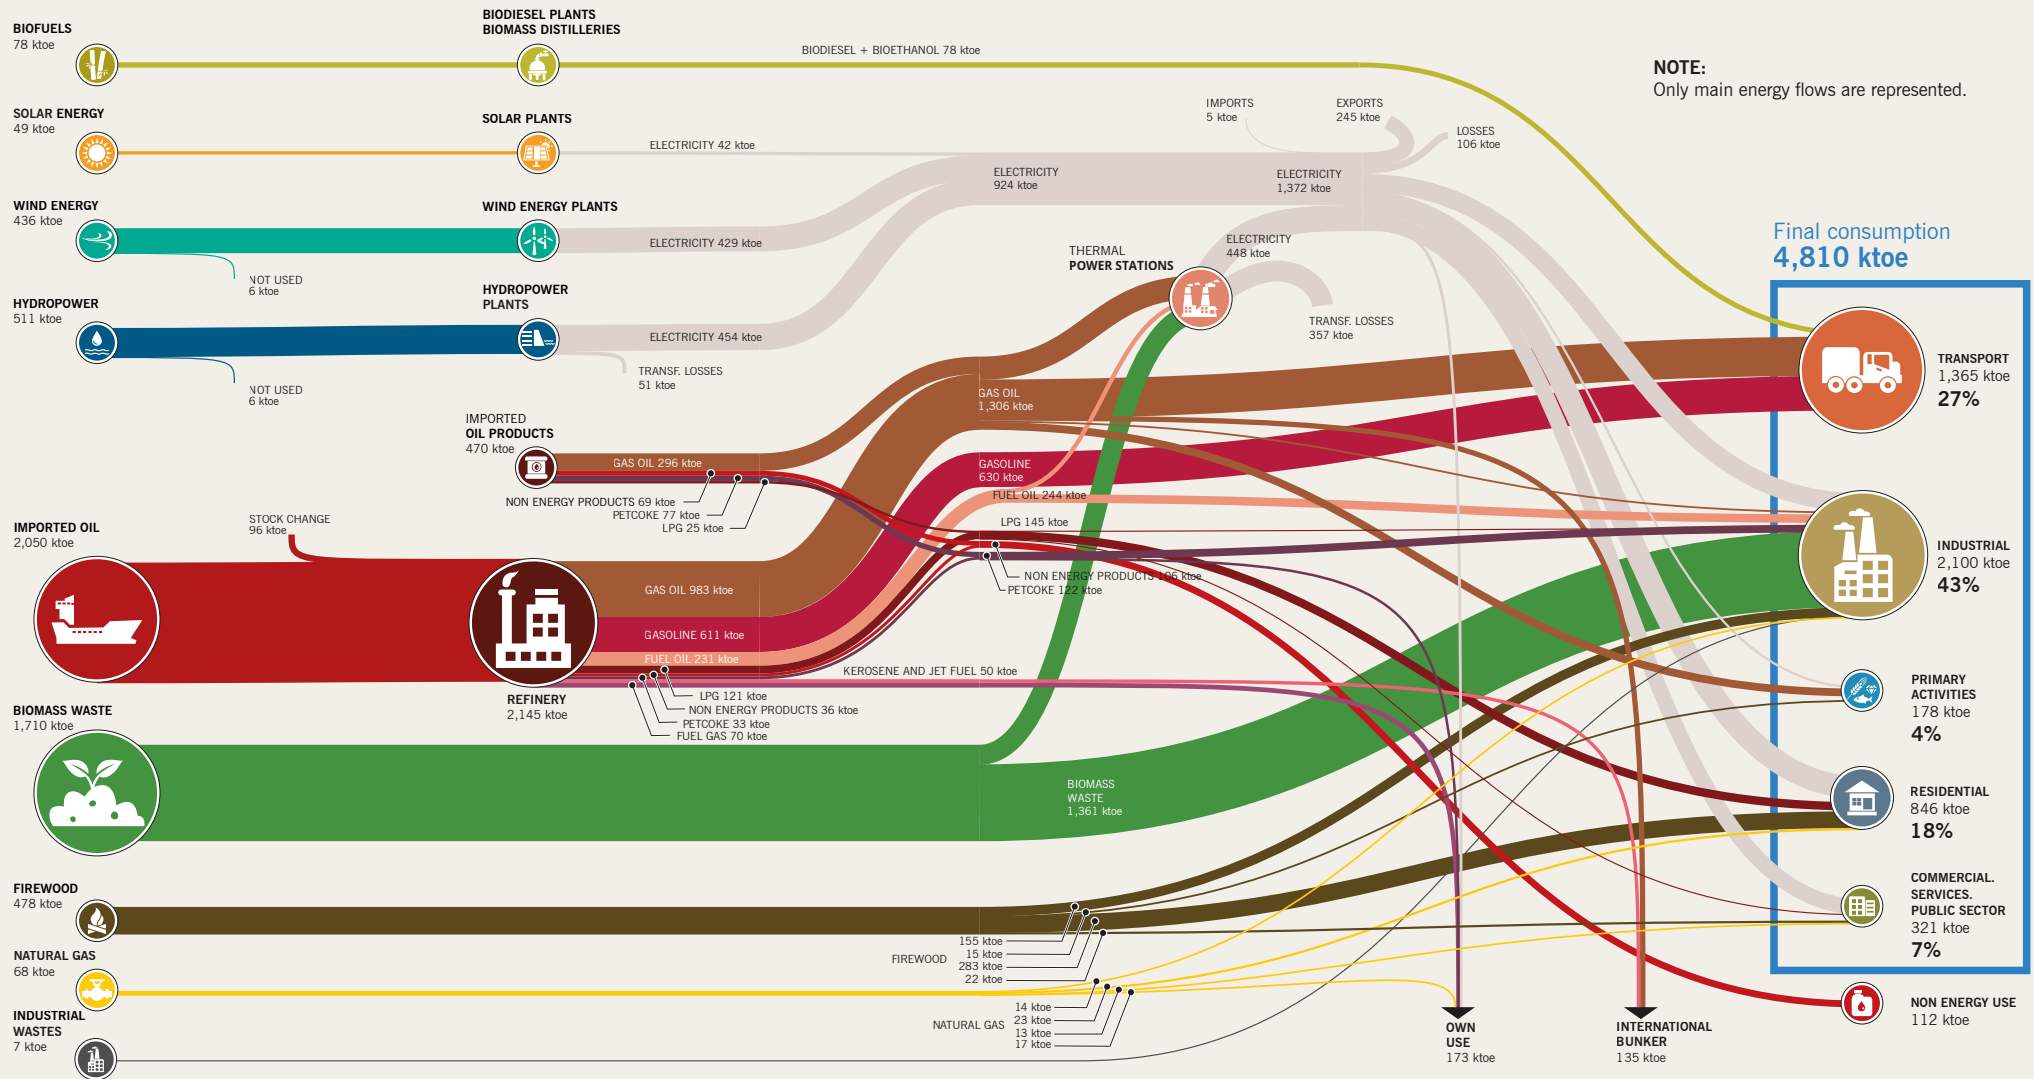 BIOFUELS
78 ktoe
BIODIESEL PLANTS
BIOMASS DISTILLERIES
BIODIESEL + BIOETHANOL 78 ktoe
NOTE:
Only main energy flows are represented.
SOLAR ENERGY
49 ktoe
SOLAR PLANTS
ELECTRICITY 42 ktoe
IMPORTS
5 ktoe
EXPORTS
245 ktoe
LOSSES
106 ktoe
ELECTRICITY
924 ktoe
ELECTRICITY
1,372 ktoe
WIND ENERGY
436 ktoe
WIND ENERGY PLANTS
ELECTRICITY 429 ktoe
NOT USED
6 ktoe
THERMAL
POWER STATIONS
ELECTRICITY
448 ktoe
TRANSF. LOSSES
357 ktoe
Final consumption
4,810 ktoe
HYDROPOWER
511 ktoe
HYDROPOWER
PLANTS
ELECTRICITY 454 ktoe
TRANSF. LOSSES
51 ktoe
NOT USED
6 ktoe
IMPORTED
OIL PRODUCTS
470 ktoe
GAS OIL 296 ktoe
NON ENERGY PRODUCTS 69 ktoe
PETCOKE 77 ktoe
LPG 25 ktoe
GAS OIL
1,306 ktoe
GASOLINE
630 ktoe
FUEL OIL 244 ktoe
LPG 145 ktoe
NON ENERGY PRODUCTS 106 ktoe
PETCOKE 122 ktoe
TRANSPORT
1,365 ktoe
27%
IMPORTED OIL
2,050 ktoe
STOCK CHANGE
96 ktoe
GAS OIL 983 ktoe
GASOLINE 611 ktoe
FUEL OIL 231 ktoe
KEROSENE AND JET FUEL 50 ktoe
LPG 121 ktoe
NON ENERGY PRODUCTS 36 ktoe
PETCOKE 33 ktoe
FUEL GAS 70 ktoe
REFINERY
2,145 ktoe
INDUSTRIAL
2,100 ktoe
43%
BIOMASS WASTE
1,710 ktoe
BIOMASS
WASTE
1,361 ktoe
PRIMARY
ACTIVITIES
178 ktoe
4%
RESIDENTIAL
846 ktoe
18%
FIREWOOD
478 ktoe
FIREWOOD
155 ktoe
15 ktoe
283 ktoe
22 ktoe
COMMERCIAL.
SERVICES.
PUBLIC SECTOR
321 ktoe
7%
NATURAL GAS
68 ktoe
NATURAL GAS
14 ktoe
23 ktoe
13 ktoe
17 ktoe
INDUSTRIAL
WASTES
7 ktoe
OWN
USE
173 ktoe
INTERNATIONAL
BUNKER
135 ktoe
NON ENERGY USE
112 ktoe